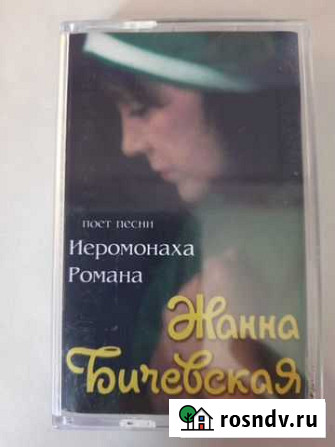 поет песни
Иеромонаха
Романа
Жанна
Бичевская
rosndv.ru